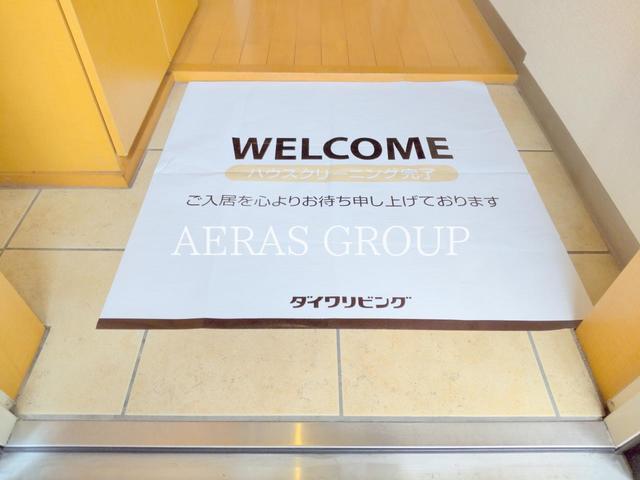 WELCOME
ハウスクリーニング完了
ご入居を心よりお待ち申し上げております
AERAS GROUP
ダイワリビング